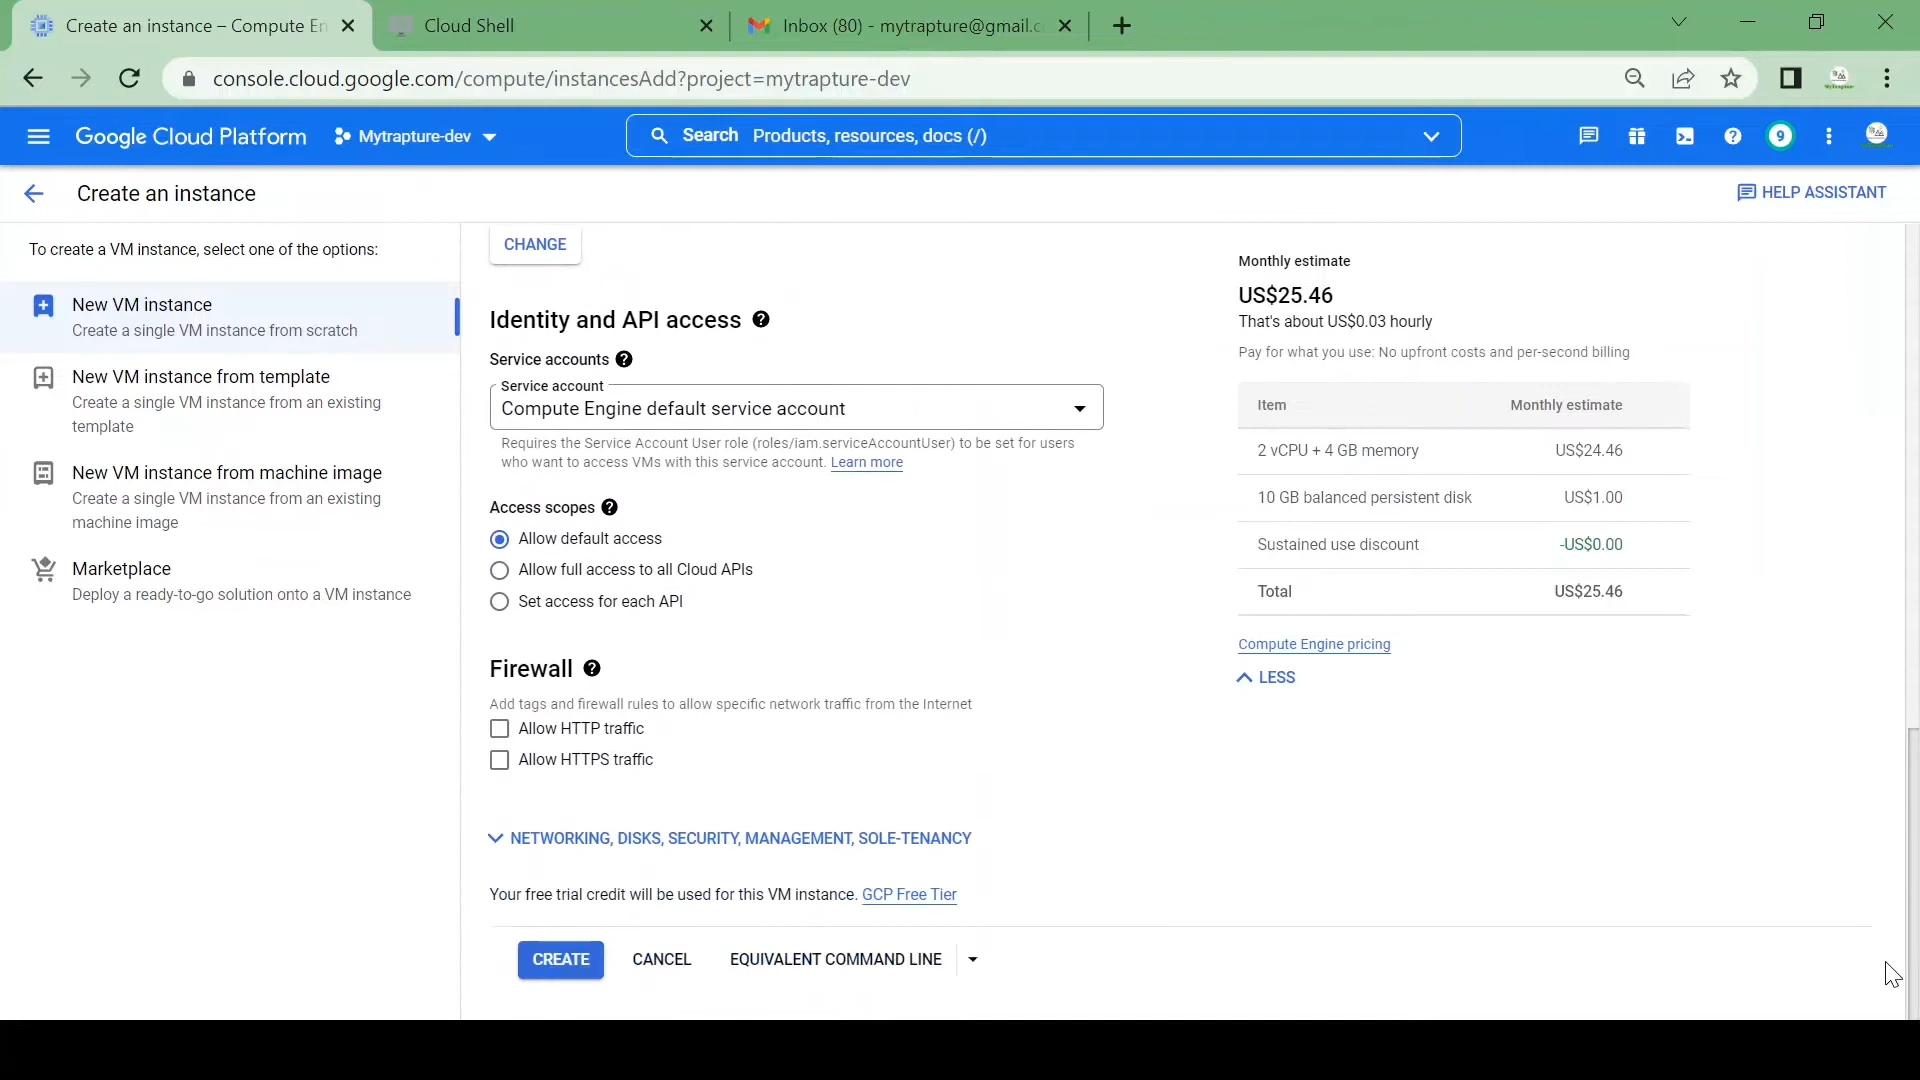 Create an instance – Compute En
Cloud Shell
Inbox (80) - mytrapture@gmail.c
console.cloud.google.com/compute/instancesAdd?project=mytrapture-dev
Google Cloud Platform
Mytrapture-dev
Search Products, resources, docs (/)
9
Create an instance
HELP ASSISTANT
To create a VM instance, select one of the options:
New VM instance
Create a single VM instance from scratch
New VM instance from template
Create a single VM instance from an existing
template
New VM instance from machine image
Create a single VM instance from an existing
machine image
Marketplace
Deploy a ready-to-go solution onto a VM instance
CHANGE
Identity and API access
Service accounts
Service account
Compute Engine default service account
Requires the Service Account User role (roles/iam.serviceAccountUser) to be set for users
who want to access VMs with this service account. Learn more
Access scopes
Allow default access
Allow full access to all Cloud APIs
Set access for each API
Firewall
Add tags and firewall rules to allow specific network traffic from the Internet
Allow HTTP traffic
Allow HTTPS traffic
NETWORKING, DISKS, SECURITY, MANAGEMENT, SOLE-TENANCY
Your free trial credit will be used for this VM instance. GCP Free Tier
CREATE
CANCEL
EQUIVALENT COMMAND LINE
Monthly estimate
US$25.46
That's about US$0.03 hourly
Pay for what you use: No upfront costs and per-second billing
Item Monthly estimate
2 vCPU + 4 GB memory US$24.46
10 GB balanced persistent disk US$1.00
Sustained use discount -US$0.00
Total US$25.46
Compute Engine pricing
LESS